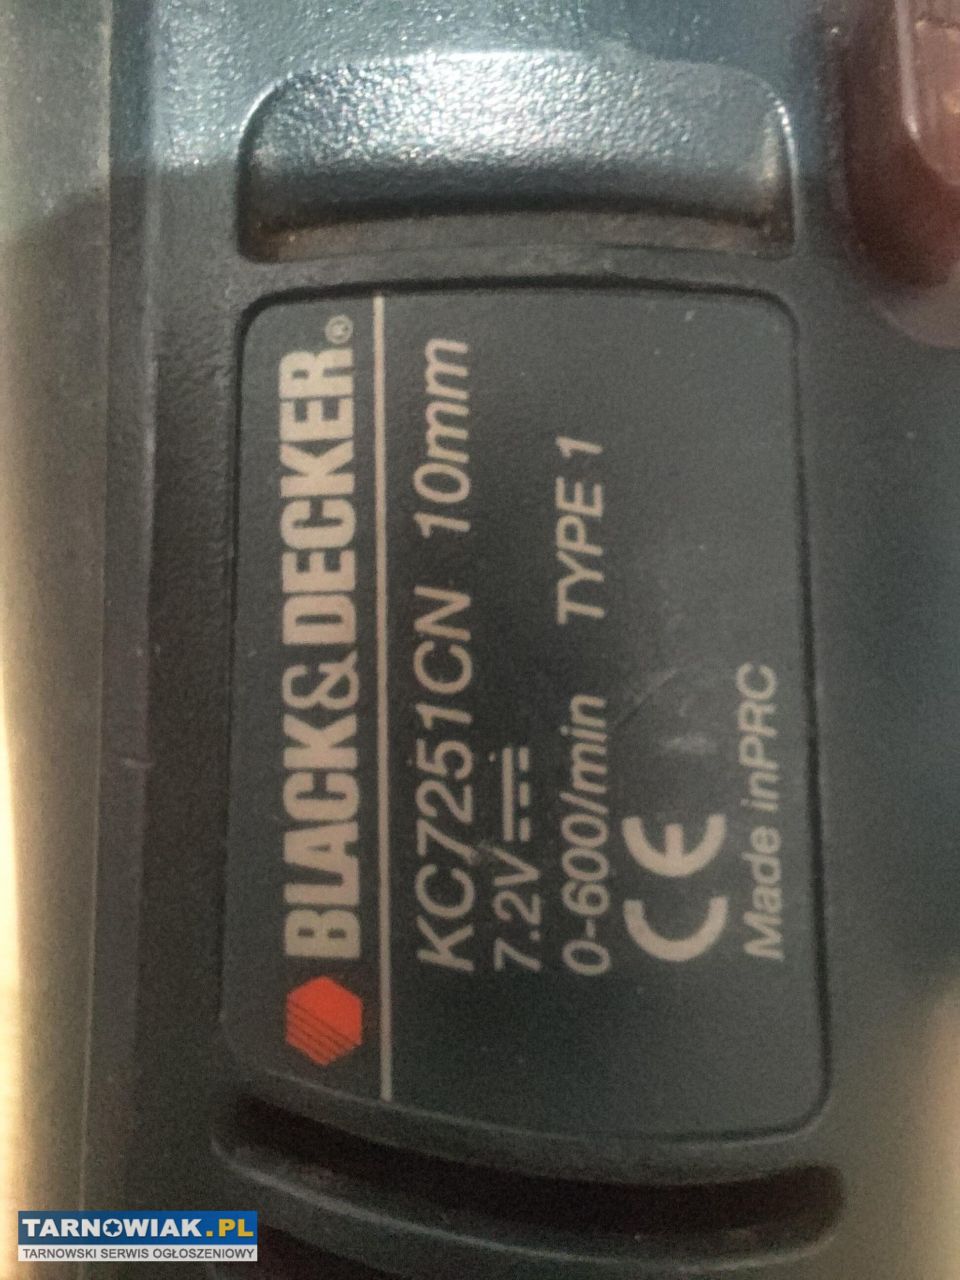 BLACK&DECKER®
KC7251CN 10mm
7.2V⎓
0-600/min TYPE 1
CE
Made inPRC
TARNOWIAK.PL
TARNOWSKI SERWIS OGŁOSZENIOWY